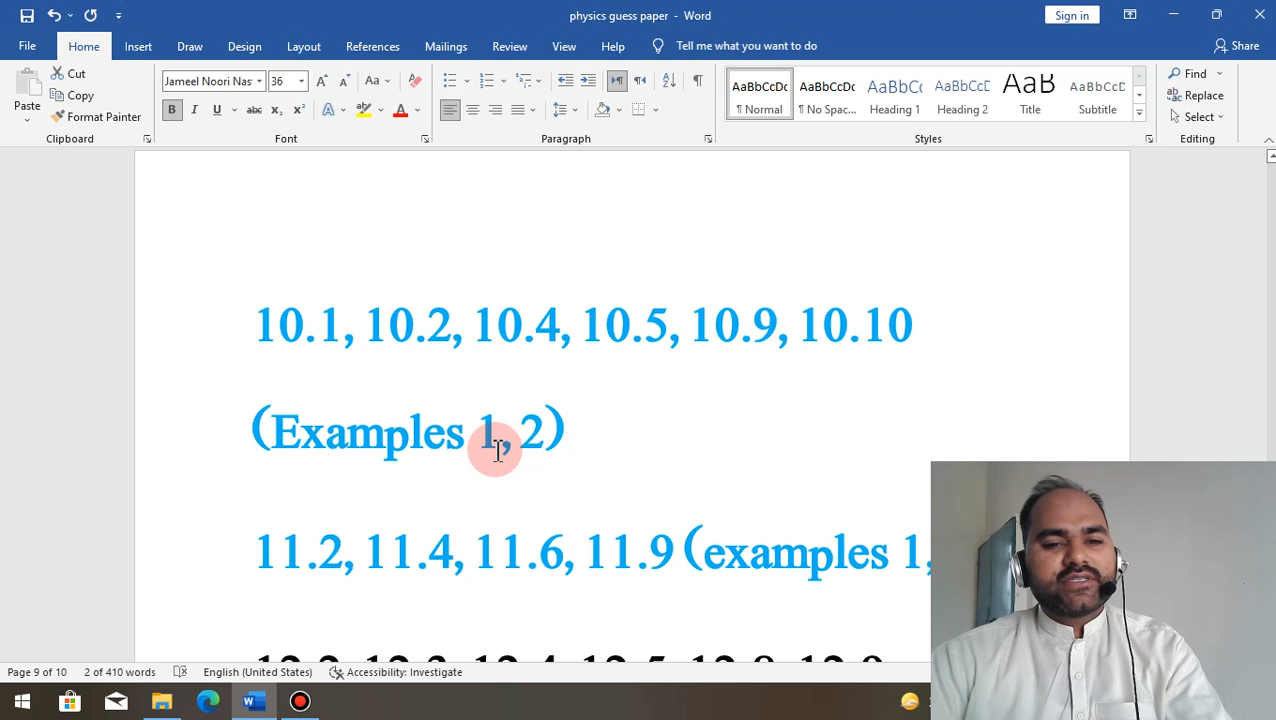 physics guess paper - Word
Sign in
File Home Insert Draw Design Layout References Mailings Review View Help Tell me what you want to do Share
Paste Cut Copy Format Painter
Jameel Noori Nas 36
AaBbCcDc AaBbCcDc AaBbCc AaBbCcD AaB AaBbCcD
¶ Normal ¶ No Spac... Heading 1 Heading 2 Title Subtitle
Find Replace Select
Clipboard Font Paragraph Styles Editing
10.1, 10.2, 10.4, 10.5, 10.9, 10.10
(Examples 1, 2)
11.2, 11.4, 11.6, 11.9 (examples 1,
Page 9 of 10 2 of 410 words English (United States) Accessibility: Investigate